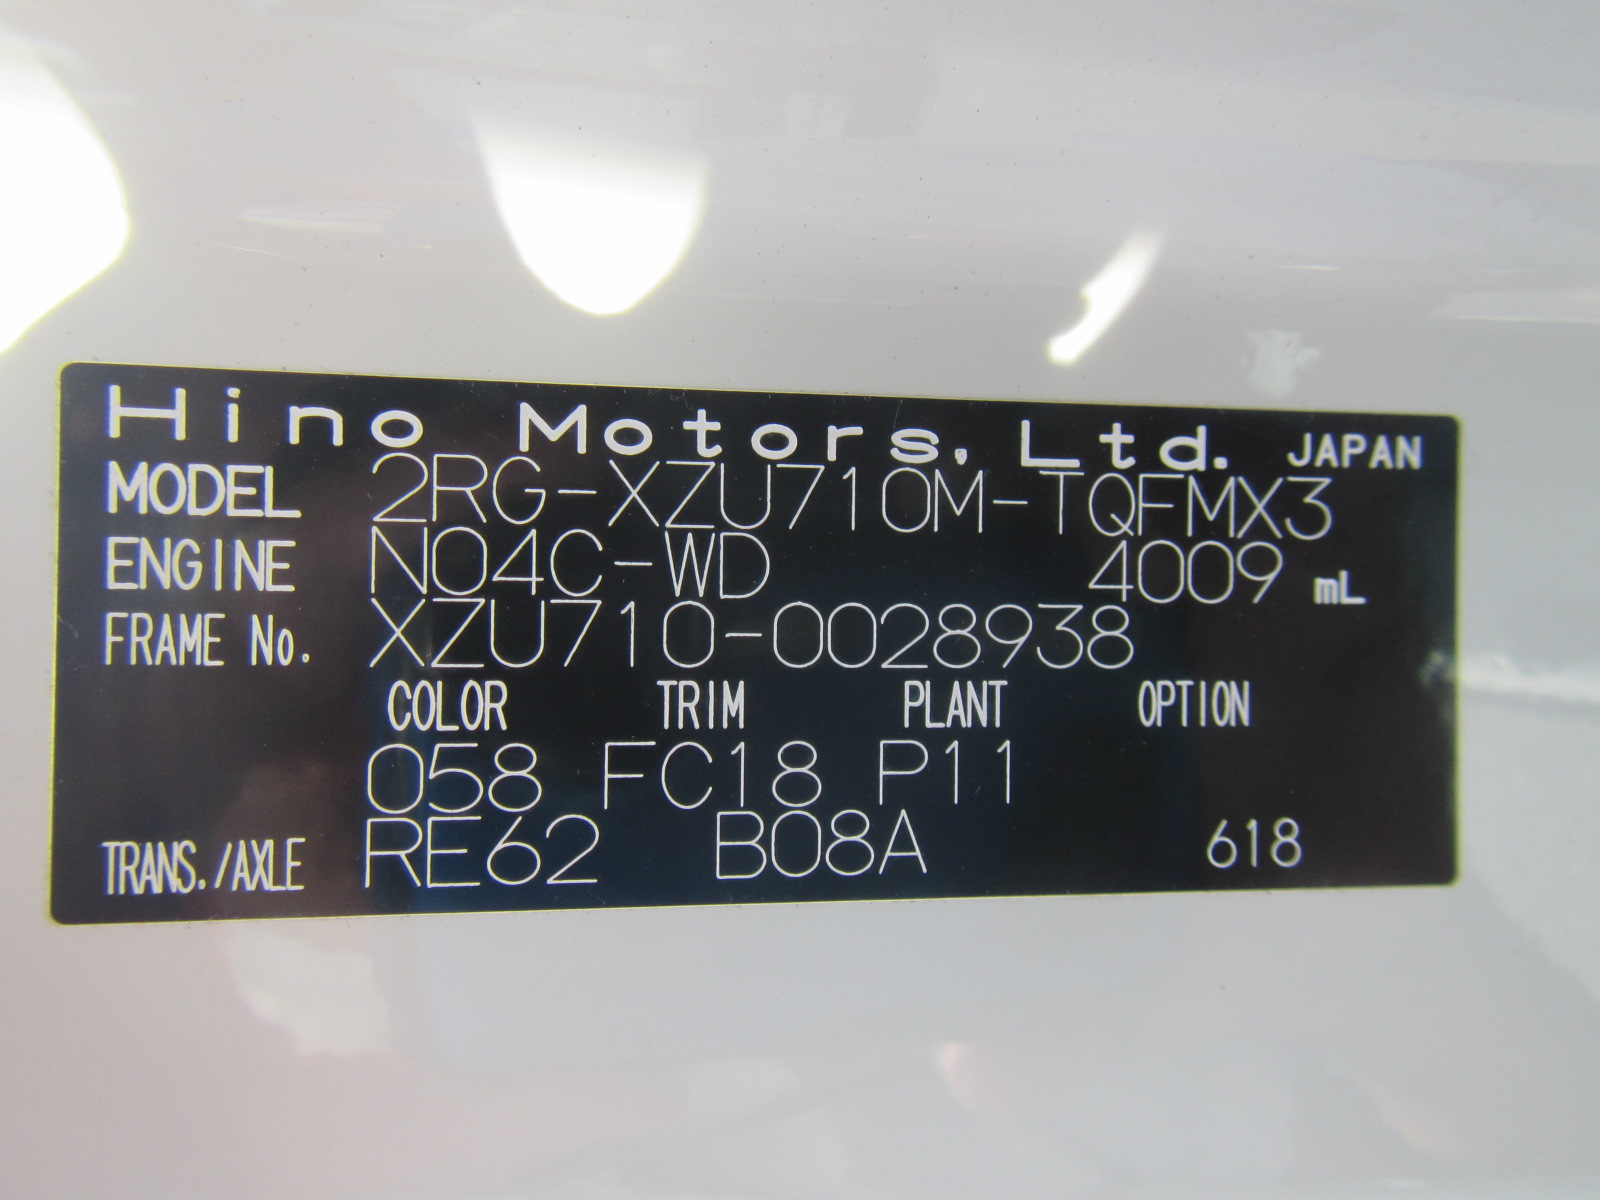 Hino Motors, Ltd. JAPAN
MODEL 2RG-XZU710M-TQFMX3
ENGINE N04C-WD 4009 mL
FRAME No. XZU710-0028938
COLOR TRIM PLANT OPTION
058 FC18 P11
TRANS./AXLE RE62 B08A 618